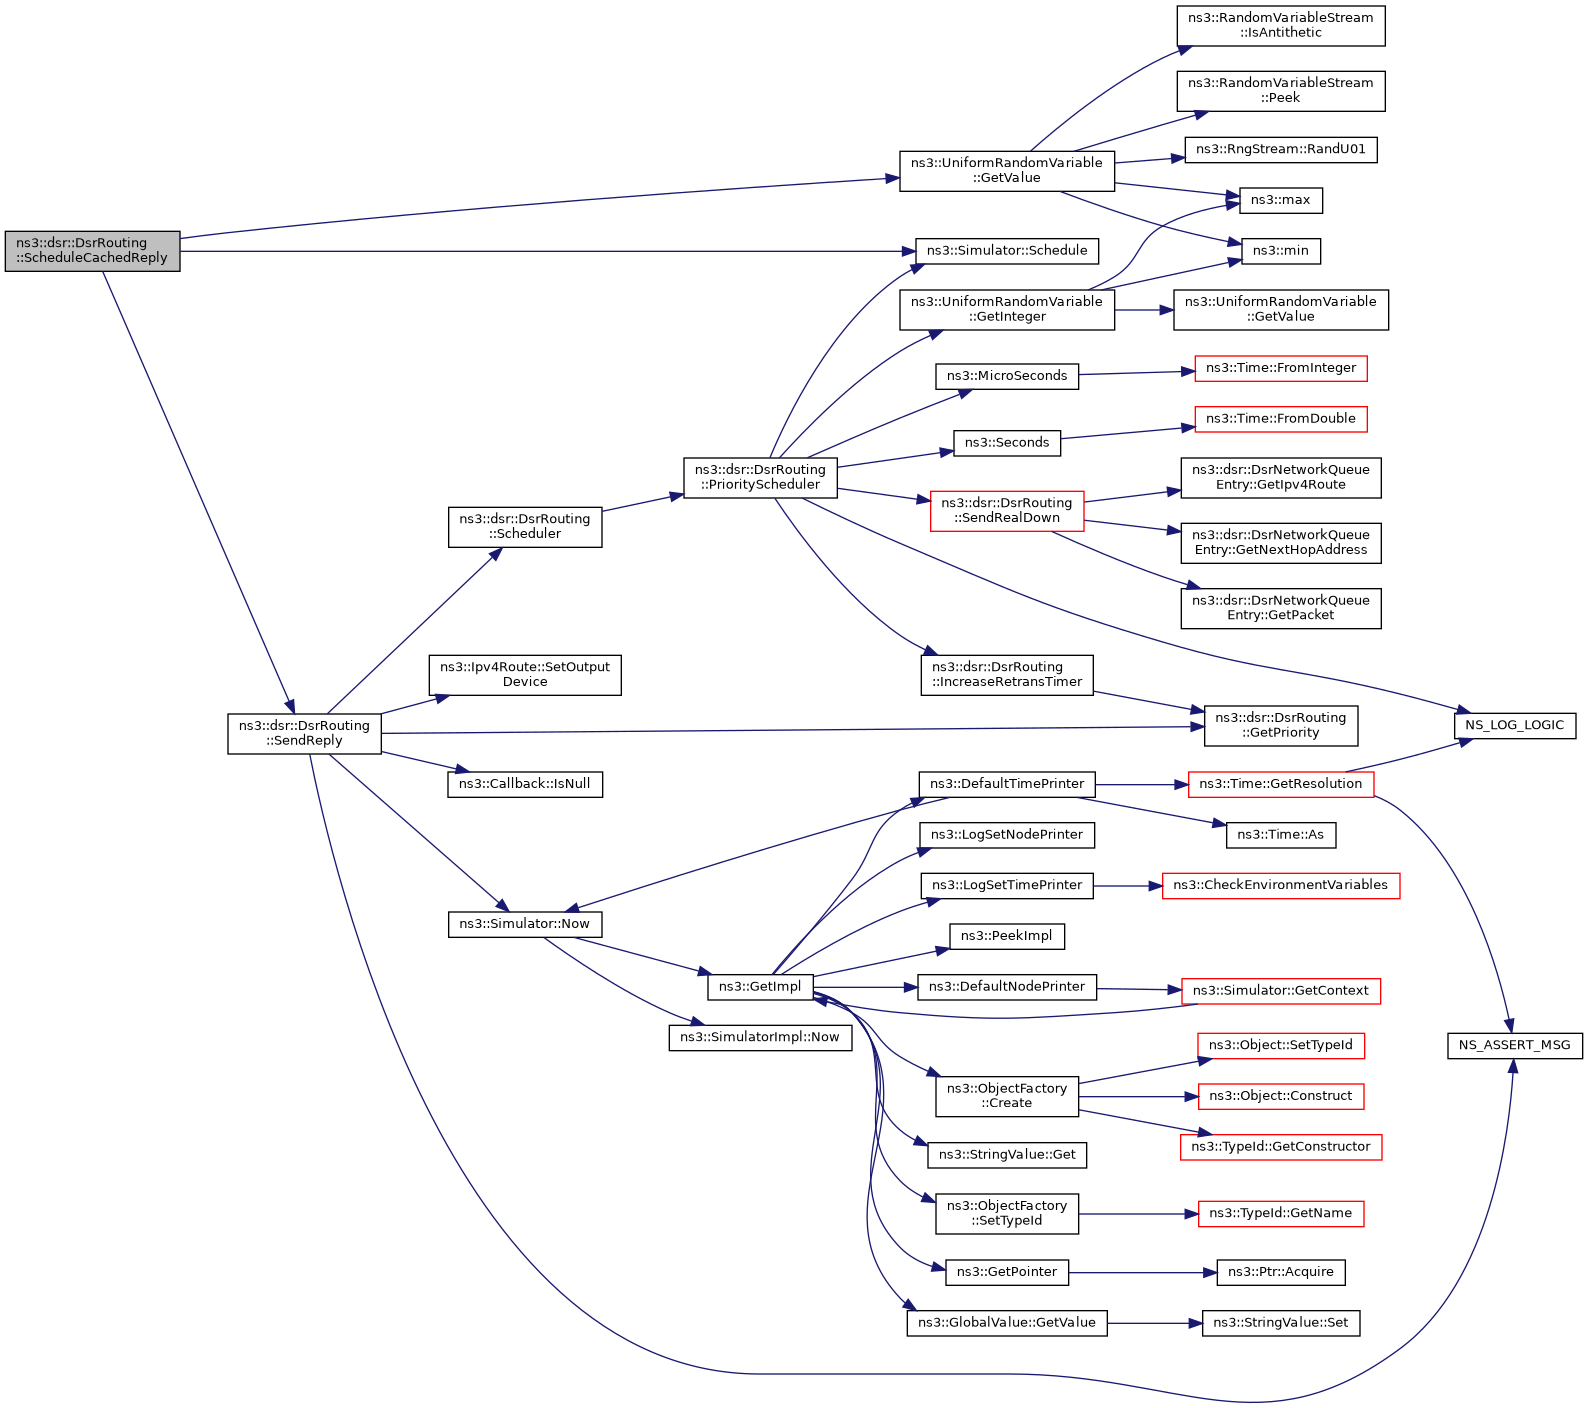 ns3::RandomVariableStream
::IsAntithetic
ns3::RandomVariableStream
::Peek
ns3::RngStream::RandU01
ns3::UniformRandomVariable
::GetValue
ns3::max
ns3::dsr::DsrRouting
::ScheduleCachedReply
ns3::Simulator::Schedule
ns3::min
ns3::UniformRandomVariable
::GetInteger
ns3::UniformRandomVariable
::GetValue
ns3::MicroSeconds
ns3::Time::FromInteger
ns3::Seconds
ns3::Time::FromDouble
ns3::dsr::DsrRouting
::PriorityScheduler
ns3::dsr::DsrNetworkQueue
Entry::GetIpv4Route
ns3::dsr::DsrRouting
::SendRealDown
ns3::dsr::DsrRouting
::Scheduler
ns3::dsr::DsrNetworkQueue
Entry::GetNextHopAddress
ns3::dsr::DsrNetworkQueue
Entry::GetPacket
ns3::Ipv4Route::SetOutput
Device
ns3::dsr::DsrRouting
::IncreaseRetransTimer
ns3::dsr::DsrRouting
::GetPriority
NS_LOG_LOGIC
ns3::dsr::DsrRouting
::SendReply
ns3::Callback::IsNull
ns3::DefaultTimePrinter
ns3::Time::GetResolution
ns3::LogSetNodePrinter
ns3::Time::As
ns3::LogSetTimePrinter
ns3::CheckEnvironmentVariables
ns3::Simulator::Now
ns3::PeekImpl
ns3::GetImpl
ns3::DefaultNodePrinter
ns3::Simulator::GetContext
ns3::SimulatorImpl::Now
ns3::Object::SetTypeId
NS_ASSERT_MSG
ns3::ObjectFactory
::Create
ns3::Object::Construct
ns3::StringValue::Get
ns3::TypeId::GetConstructor
ns3::ObjectFactory
::SetTypeId
ns3::TypeId::GetName
ns3::GetPointer
ns3::Ptr::Acquire
ns3::GlobalValue::GetValue
ns3::StringValue::Set